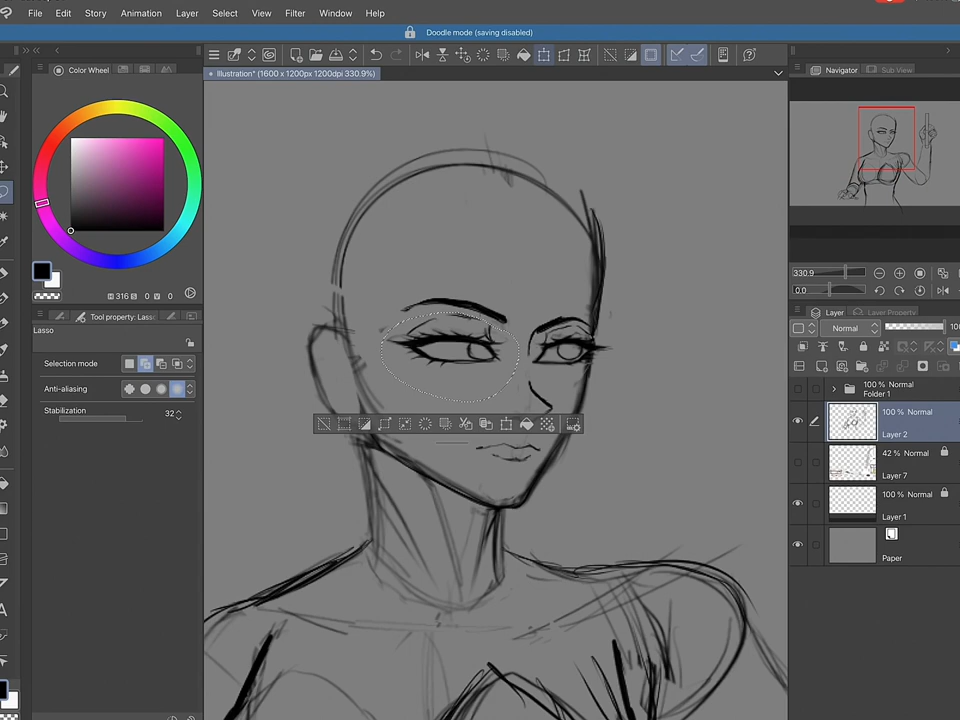 File Edit Story Animation Layer Select View Filter Window Help
Doodle mode (saving disabled)
Illustration* (1600 x 1200px 1200dpi 330.9%)
Color Wheel
H 316 S 0 V 0
Tool property: Lasso
Lasso
Selection mode
Anti-aliasing
Stabilization
32
Navigator
Sub View
330.9
0.0
Layer
Layer Property
Normal
100
100% Normal
Folder 1
100 % Normal
Layer 2
42 % Normal
Layer 7
100 % Normal
Layer 1
Paper